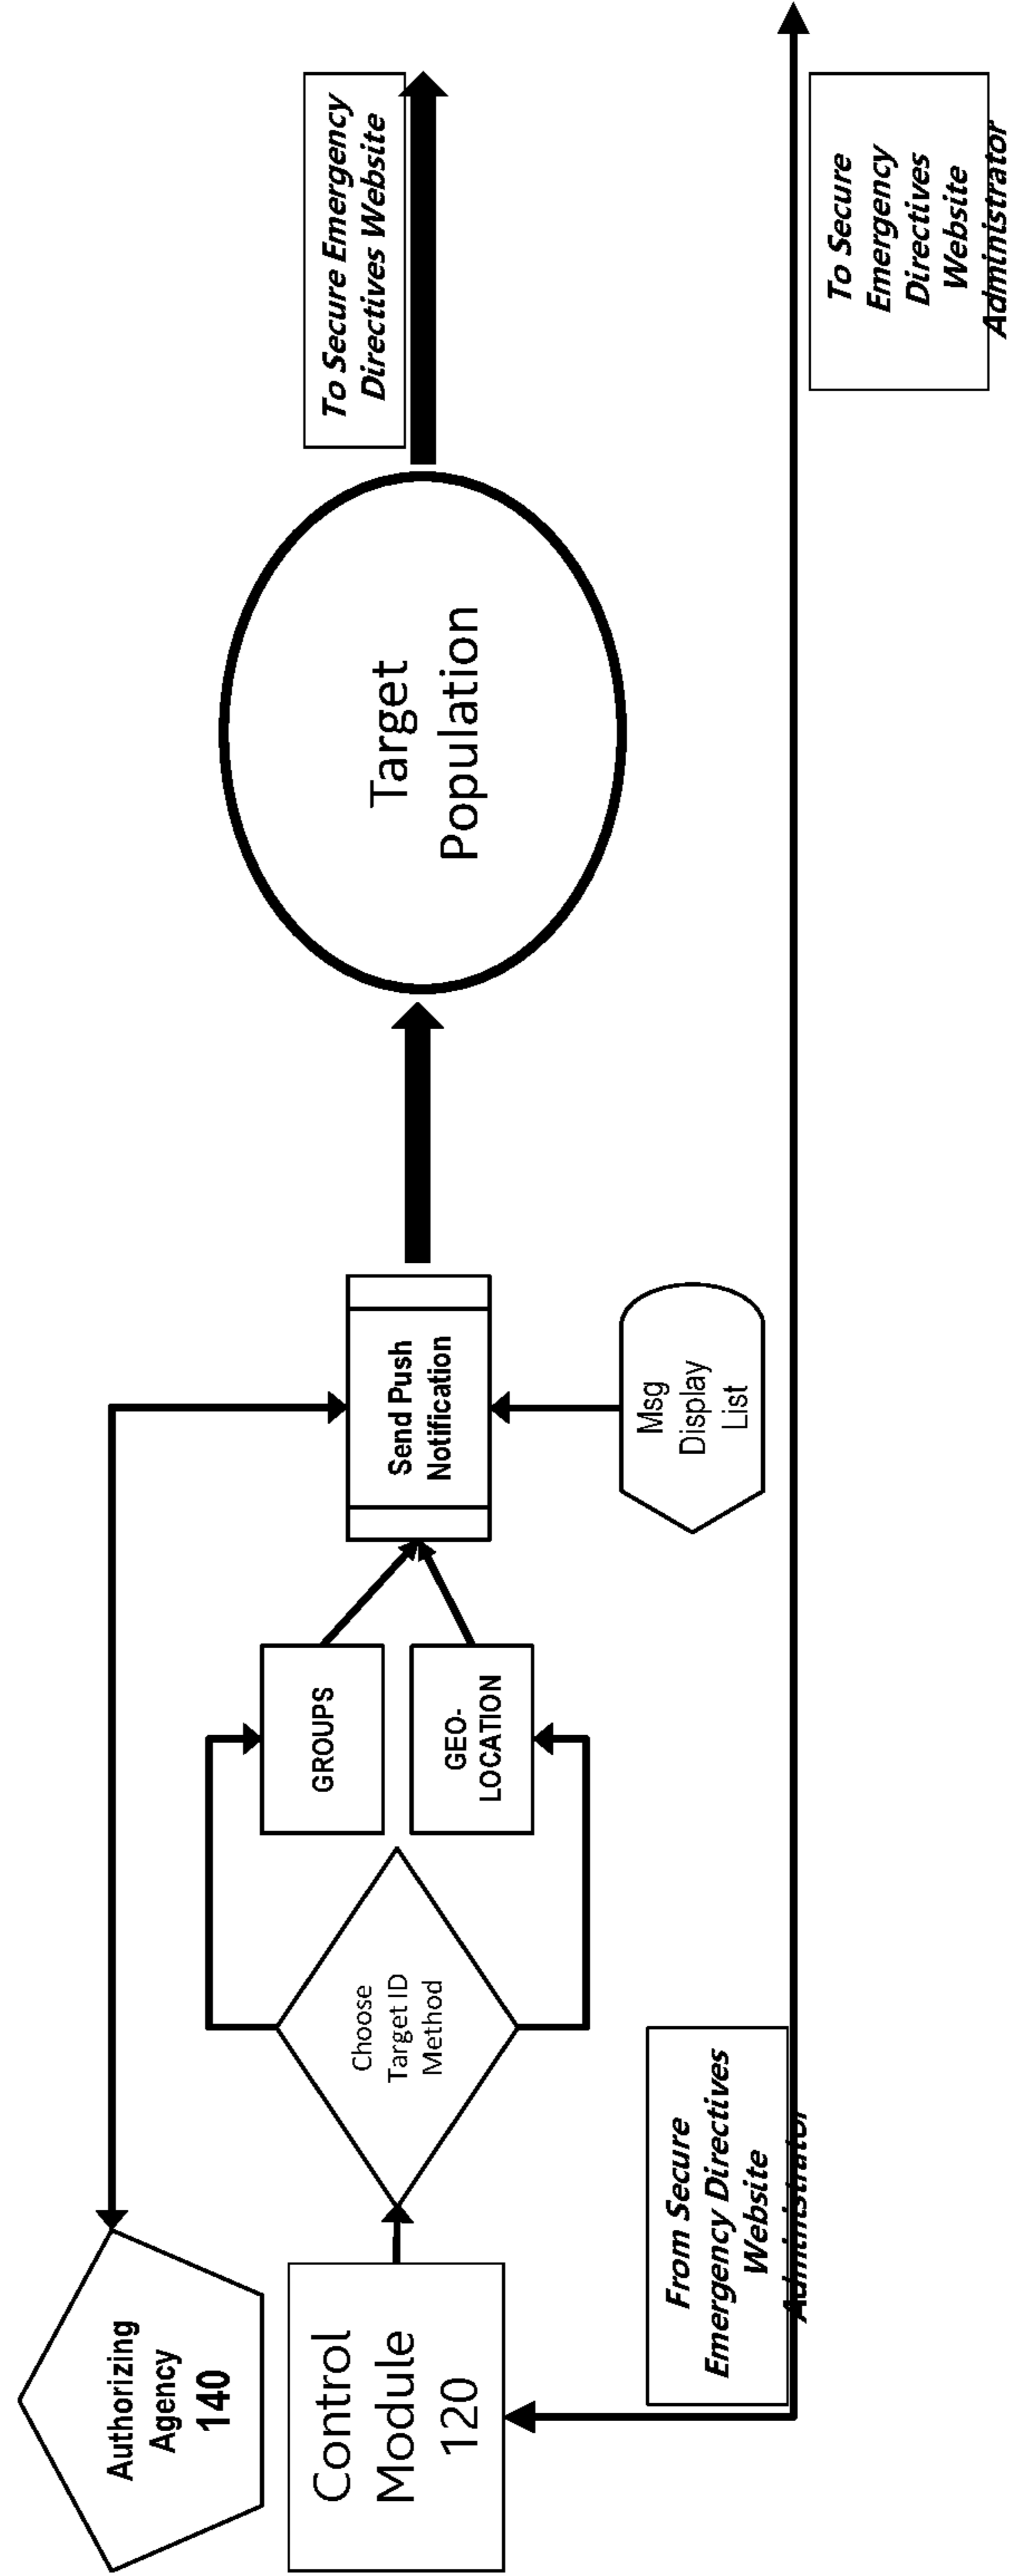 Authorizing
Agency
140
Control
Module
120
Choose
Target ID
Method
GROUPS
GEO-
LOCATION
Send Push
Notification
Msg
Display
List
Target
Population
To Secure Emergency
Directives Website
From Secure
Emergency Directives
Website
Administrator
To Secure
Emergency
Directives
Website
Administrator